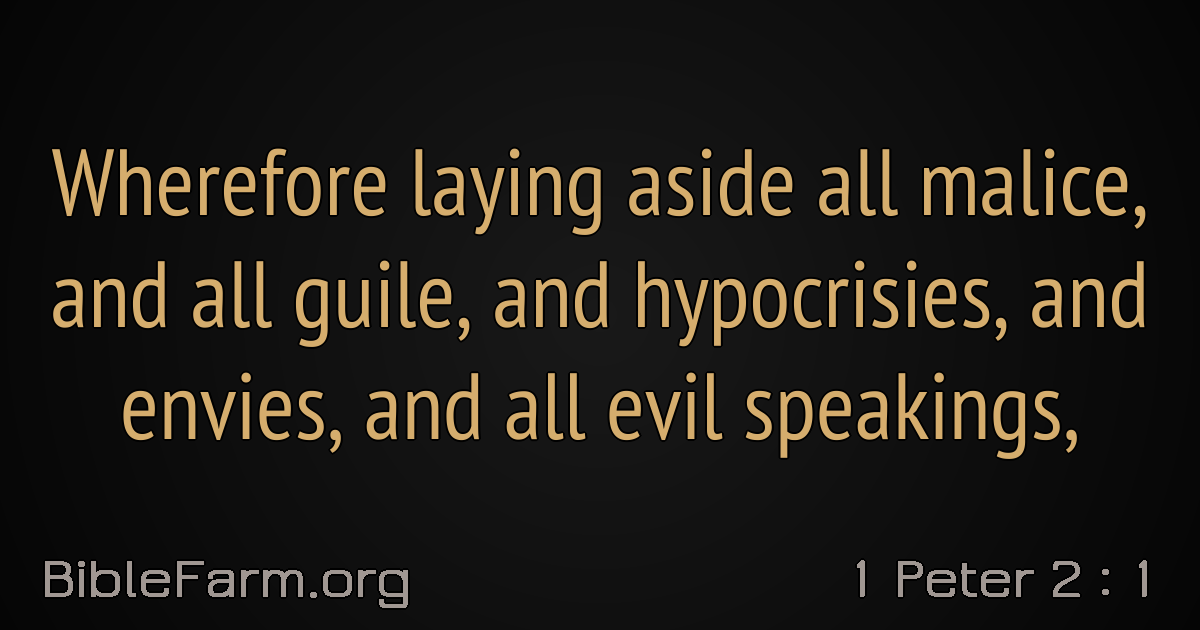 Wherefore laying aside all malice,
and all guile, and hypocrisies, and
envies, and all evil speakings,
BibleFarm.org
1 Peter 2 : 1